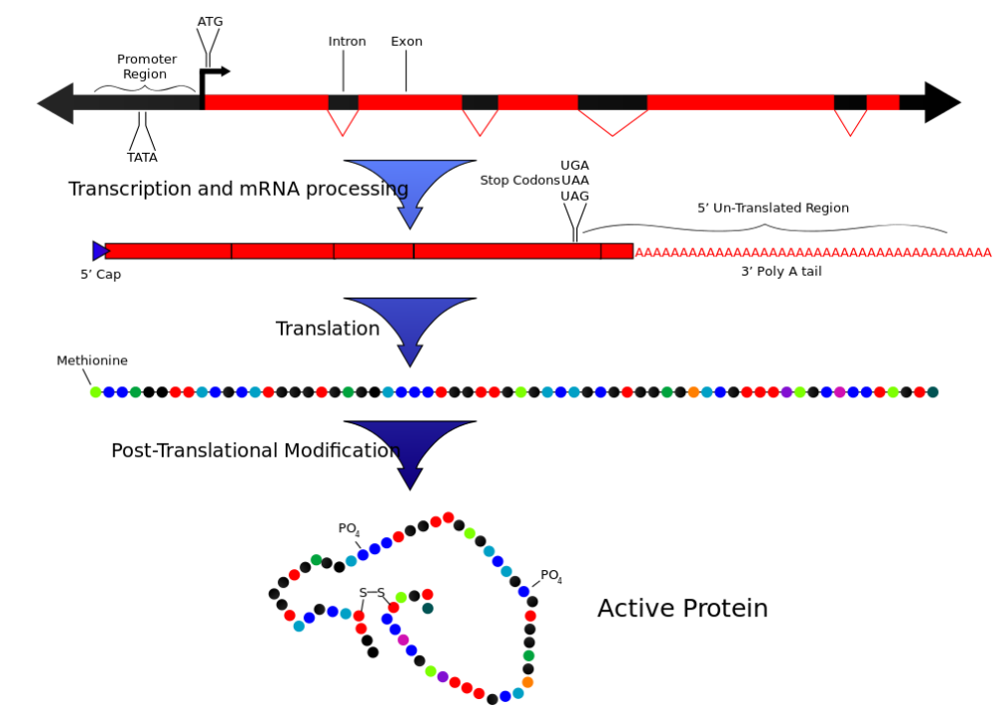 ATG
Promoter
Region
Intron
Exon
TATA
Transcription and mRNA processing
Stop Codons
UGA
UAA
UAG
5’ Un-Translated Region
AAAAAAAAAAAAAAAAAAAAAAAAAAAAAAAAAAAAAAAA
5’ Cap
3’ Poly A tail
Translation
Methionine
Post-Translational Modification
PO4
S—S
PO4
Active Protein